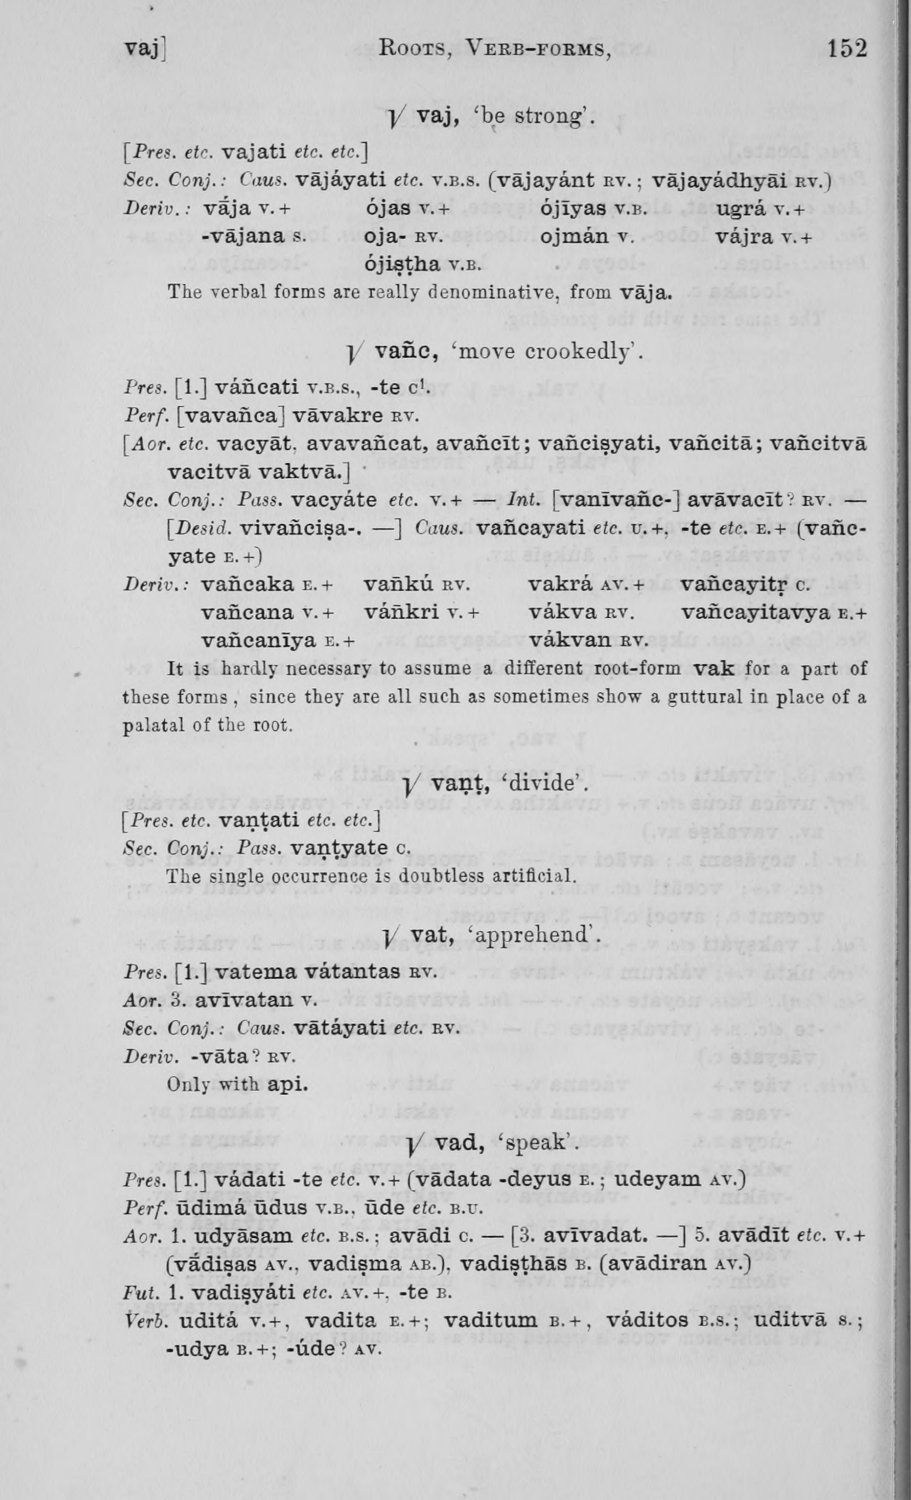 vaj] Roots, Verb-forms, 152
√ vaj, ‘be strong’.
[Pres. etc. vajati etc. etc.]
Sec. Conj.: Caus. vājáyati etc. v.b.s. (vājayánt rv.; vājayádhyāi rv.)
Deriv.: vā́ja v.+ ójas v.+ ójīyas v.b. ugrá v.+
-vājana s. oja- rv. ojmán v. vájra v.+
ójiṣṭha v.b.
The verbal forms are really denominative, from vāja.
√ vañc, ‘move crookedly’.
Pres. [1.] váñcati v.b.s., -te c¹.
Perf. [vavañca] vāvakre rv.
[Aor. etc. vacyāt, avavañcat, avañcīt; vañciṣyati, vañcitā; vañcitvā
vacitvā vaktvā.]
Sec. Conj.: Pass. vacyáte etc. v.+ — Int. [vanīvañc-] avāvacīt? rv. —
[Desid. vivañciṣa-. —] Caus. vañcayati etc. u.+, -te etc. e.+ (vañc-
yate e.+)
Deriv.: vañcaka e.+ van̄kú rv. vakrá av.+ vañcayitṛ c.
vañcana v.+ ván̄kri v.+ vákva rv. vañcayitavya e.+
vañcanīya e.+ vákvan rv.
It is hardly necessary to assume a different root-form vak for a part of
these forms, since they are all such as sometimes show a guttural in place of a
palatal of the root.
√ vaṇṭ, ‘divide’.
[Pres. etc. vaṇṭati etc. etc.]
Sec. Conj.: Pass. vaṇṭyate c.
The single occurrence is doubtless artificial.
√ vat, ‘apprehend’.
Pres. [1.] vatema vátantas rv.
Aor. 3. avīvatan v.
Sec. Conj.: Caus. vātáyati etc. rv.
Deriv. -vāta? rv.
Only with api.
√ vad, ‘speak’.
Pres. [1.] vádati -te etc. v.+ (vādata -deyus e.; udeyam av.)
Perf. ūdimá ūdus v.b., ūde etc. b.u.
Aor. 1. udyāsam etc. b.s.; avādi c. — [3. avīvadat. —] 5. avādīt etc. v.+
(vā́diṣas av., vadiṣma ab.), vadiṣṭhās b. (avādiran av.)
Fut. 1. vadiṣyáti etc. av.+, -te b.
Verb. uditá v.+, vadita e.+; vaditum b.+, váditos b.s.; uditvā s.;
-udya b.+; -úde? av.